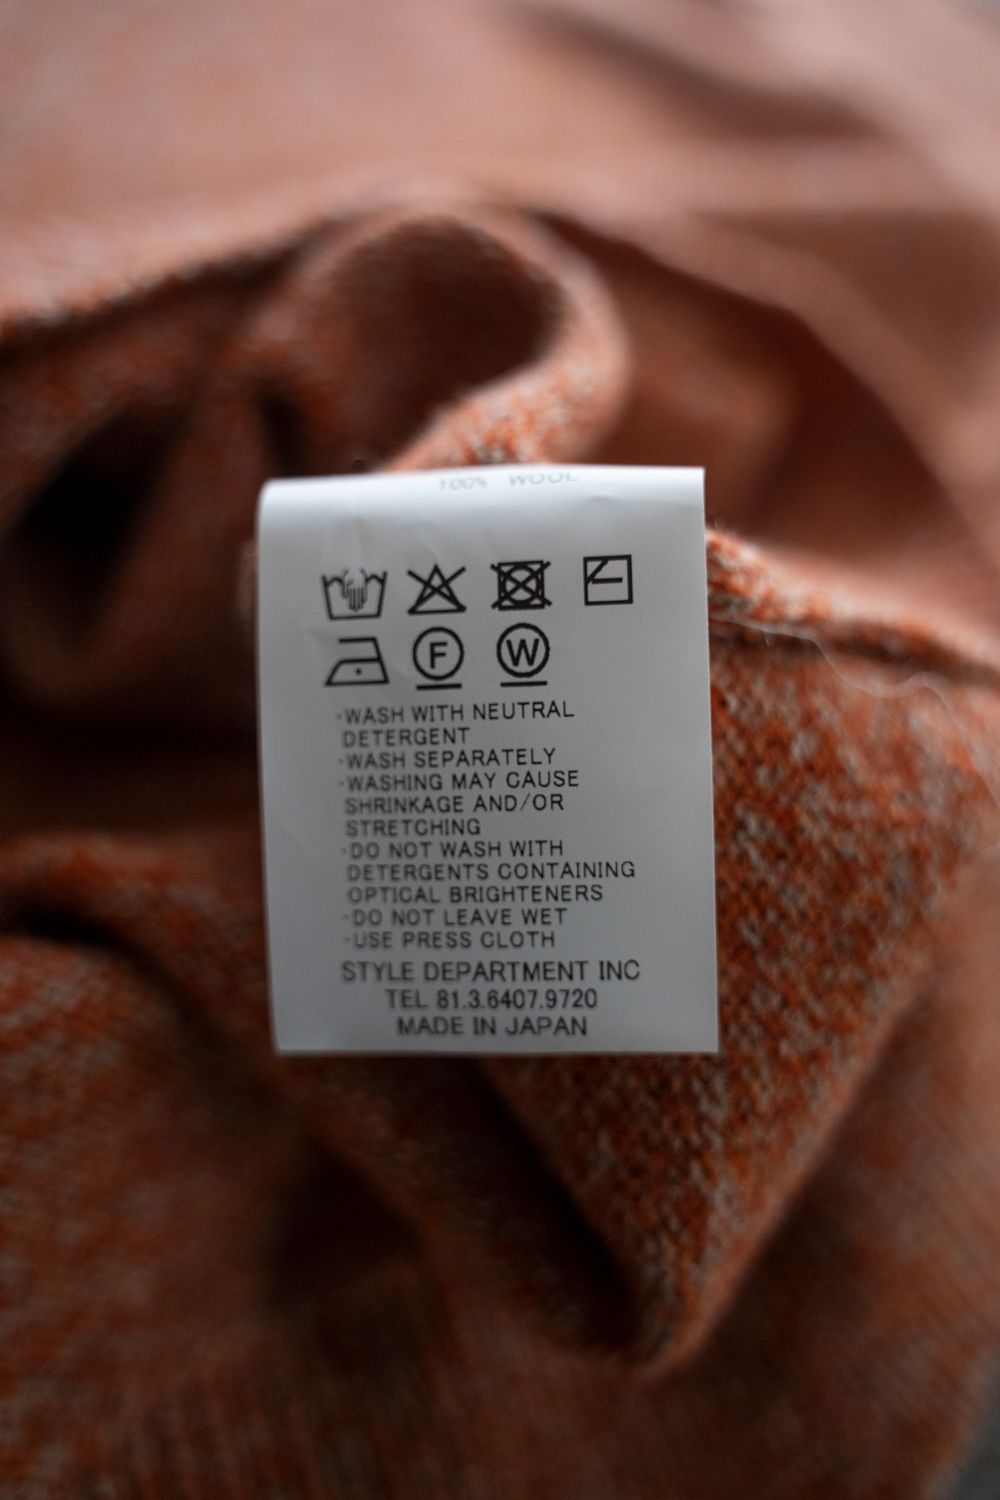 100% WOOL
F W
·WASH WITH NEUTRAL
DETERGENT
·WASH SEPARATELY
·WASHING MAY CAUSE
SHRINKAGE AND/OR
STRETCHING
·DO NOT WASH WITH
DETERGENTS CONTAINING
OPTICAL BRIGHTENERS
·DO NOT LEAVE WET
·USE PRESS CLOTH
STYLE DEPARTMENT INC
TEL 81.3.6407.9720
MADE IN JAPAN